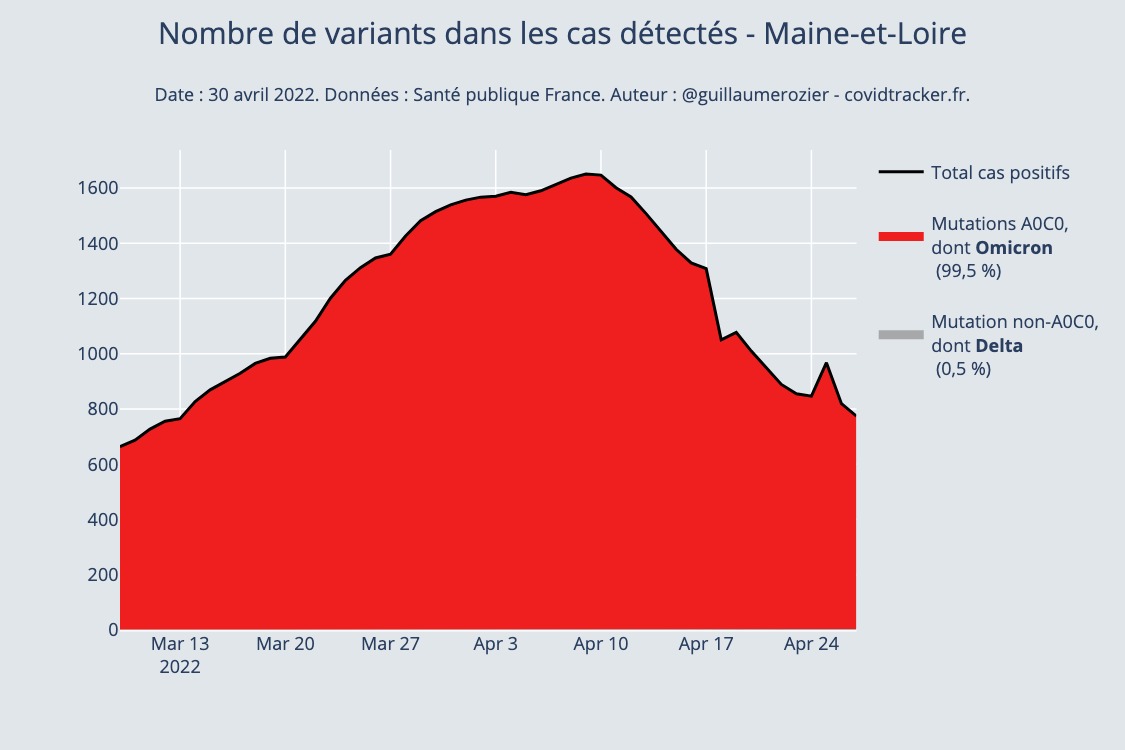 Nombre de variants dans les cas détectés - Maine-et-Loire
Date : 30 avril 2022. Données : Santé publique France. Auteur : @guillaumerozier - covidtracker.fr.
1600
1400
1200
1000
800
600
400
200
0
Mar 13 Mar 20 Mar 27 Apr 3 Apr 10 Apr 17 Apr 24
2022
Total cas positifs
Mutations A0C0,
dont Omicron
(99,5 %)
Mutation non-A0C0,
dont Delta
(0,5 %)